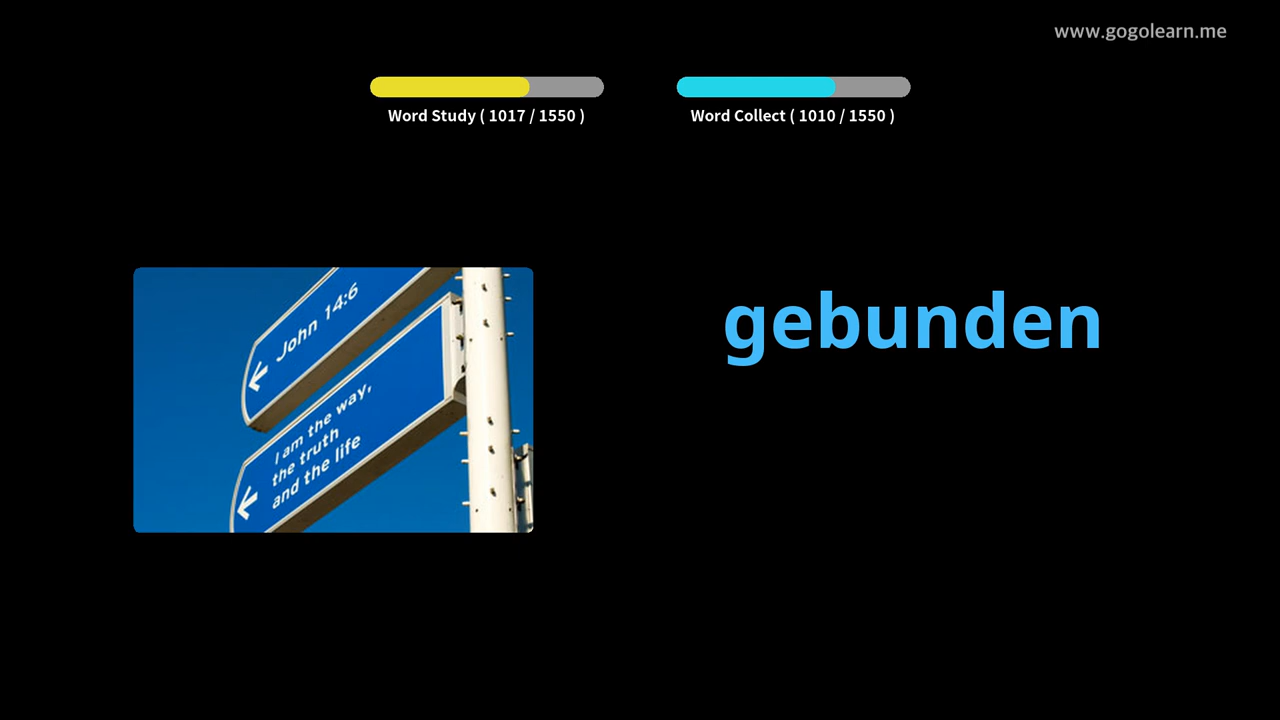 www.gogolearn.me
Word Study ( 1017 / 1550 )
Word Collect ( 1010 / 1550 )
John 14:6
I am the way,
the truth
and the life
gebunden